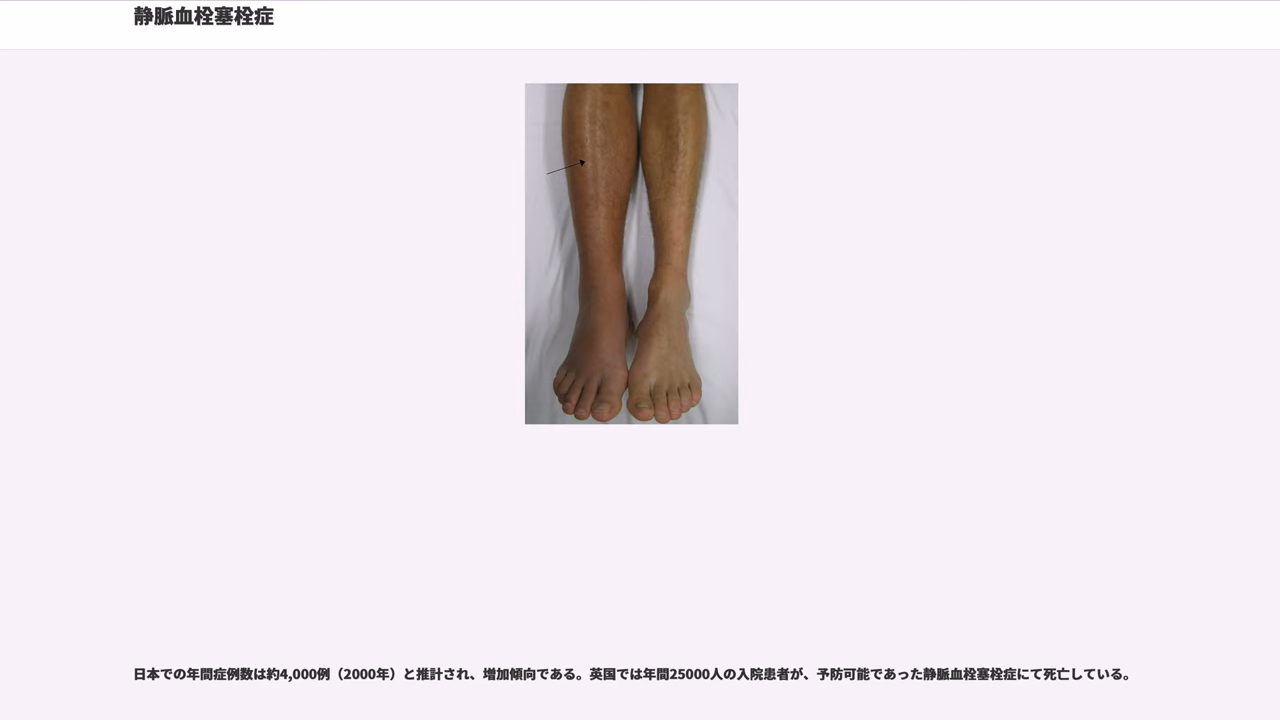 静脈血栓塞栓症
日本での年間症例数は約4,000例（2000年）と推計され、増加傾向である。英国では年間25000人の入院患者が、予防可能であった静脈血栓塞栓症にて死亡している。